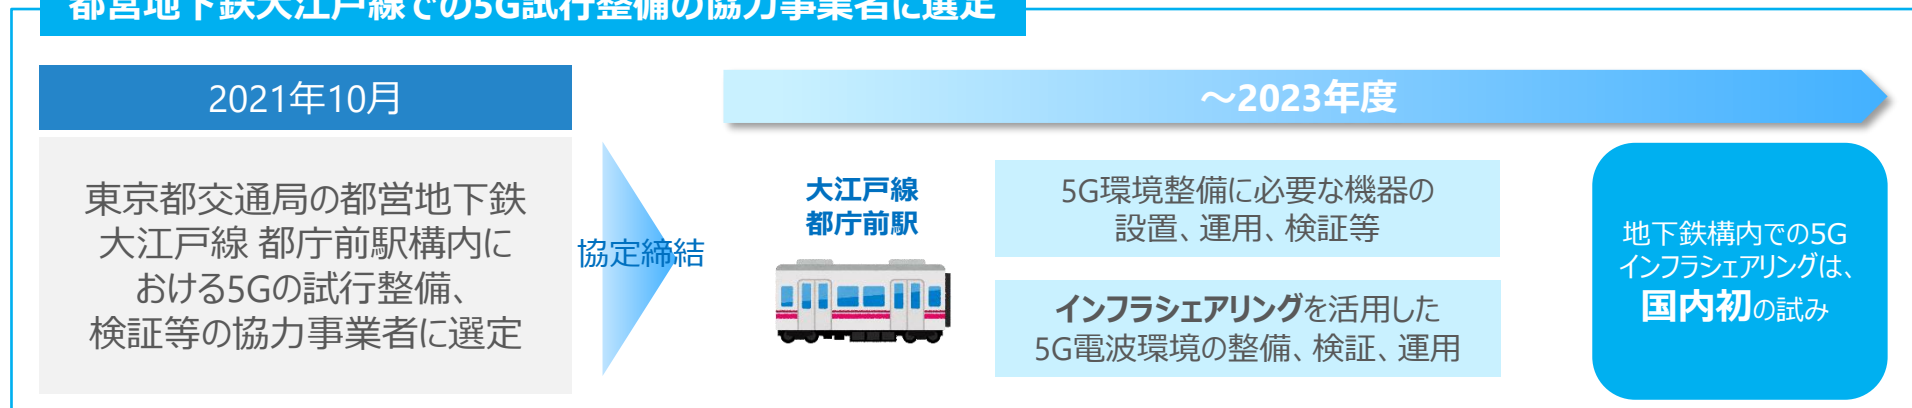 都営地下鉄大江戸線での5G試行整備の協力事業者に選定
2021年10月
東京都交通局の都営地下鉄
大江戸線 都庁前駅構内に
おける5Gの試行整備、
検証等の協力事業者に選定
協定締結
～2023年度
大江戸線
都庁前駅
5G環境整備に必要な機器の
設置、運用、検証等
インフラシェアリングを活用した
5G電波環境の整備、検証、運用
地下鉄構内での5G
インフラシェアリングは、
国内初の試み